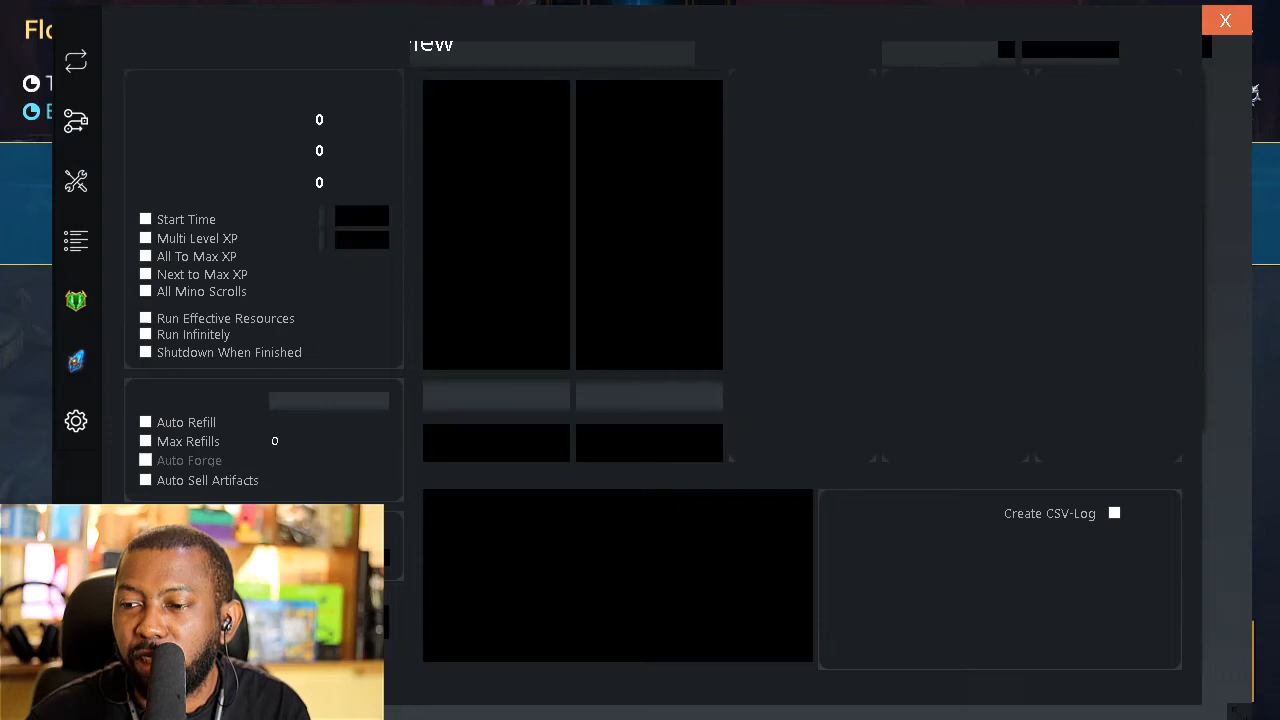 Flo
X
0
0
0
Start Time
Multi Level XP
All To Max XP
Next to Max XP
All Mino Scrolls
Run Effective Resources
Run Infinitely
Shutdown When Finished
Auto Refill
Max Refills 0
Auto Forge
Auto Sell Artifacts
Create CSV-Log